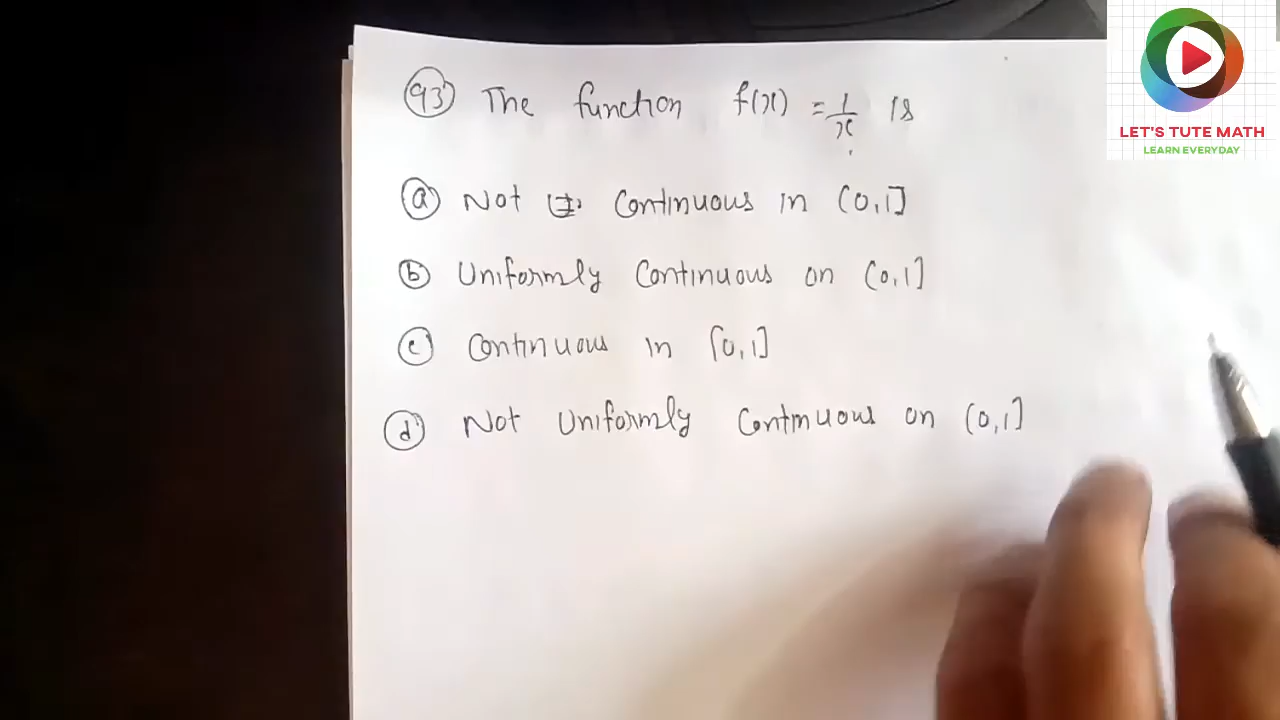 93 The function f(x) = 1/x is
a Not continuous in (0,1]
b Uniformly continuous on (0,1]
c continuous in [0,1]
d Not Uniformly continuous on (0,1]
LET'S TUTE MATH
LEARN EVERYDAY